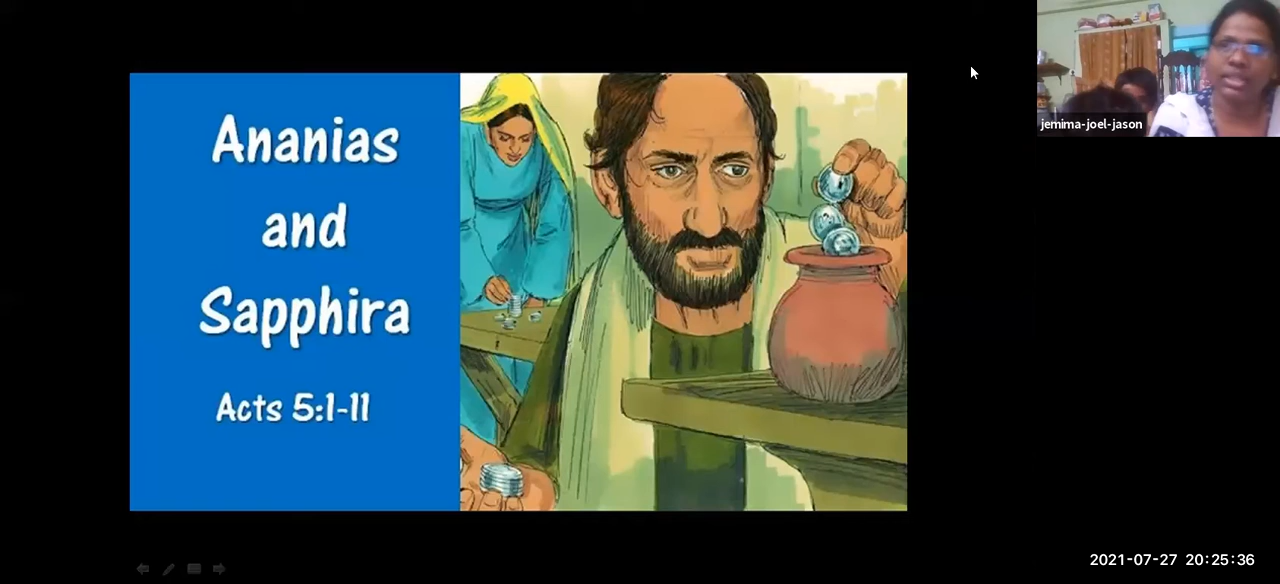 Ananias
and
Sapphira
Acts 5:1-11
jemima-joel-jason
2021-07-27 20:25:36